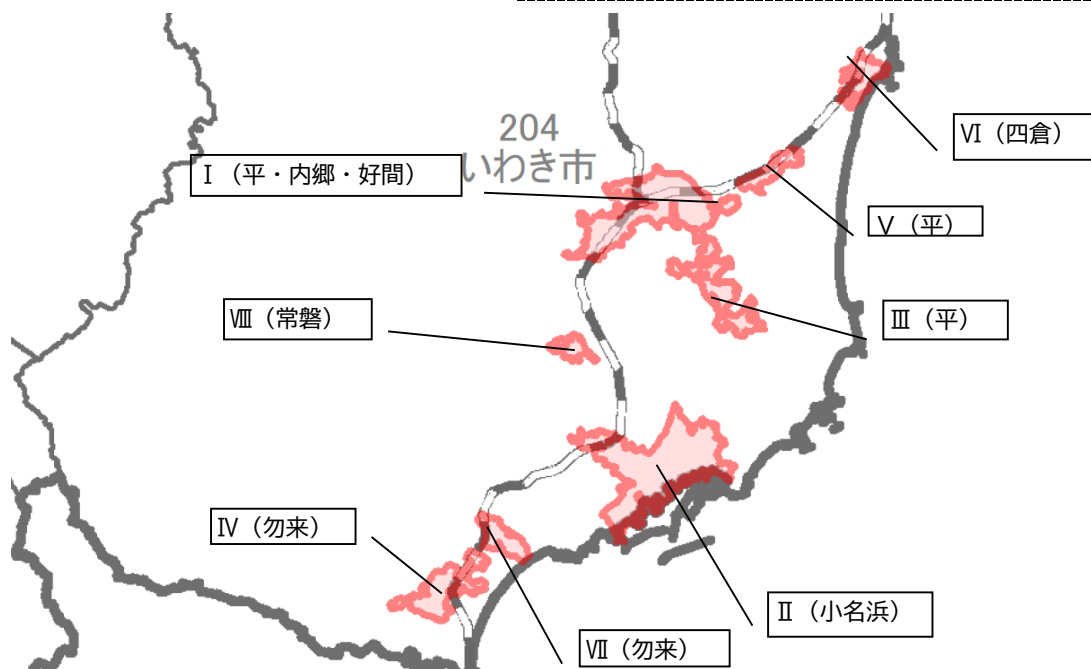 204
いわき市
Ⅵ（四倉）
Ⅰ（平・内郷・好間）
Ⅴ（平）
Ⅷ（常磐）
Ⅲ（平）
Ⅳ（勿来）
Ⅱ（小名浜）
Ⅶ（勿来）